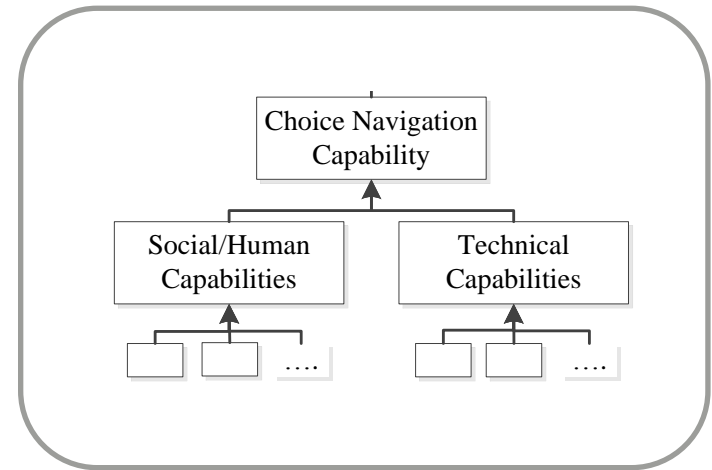 Choice Navigation
Capability
Social/Human
Capabilities
Technical
Capabilities
....
....